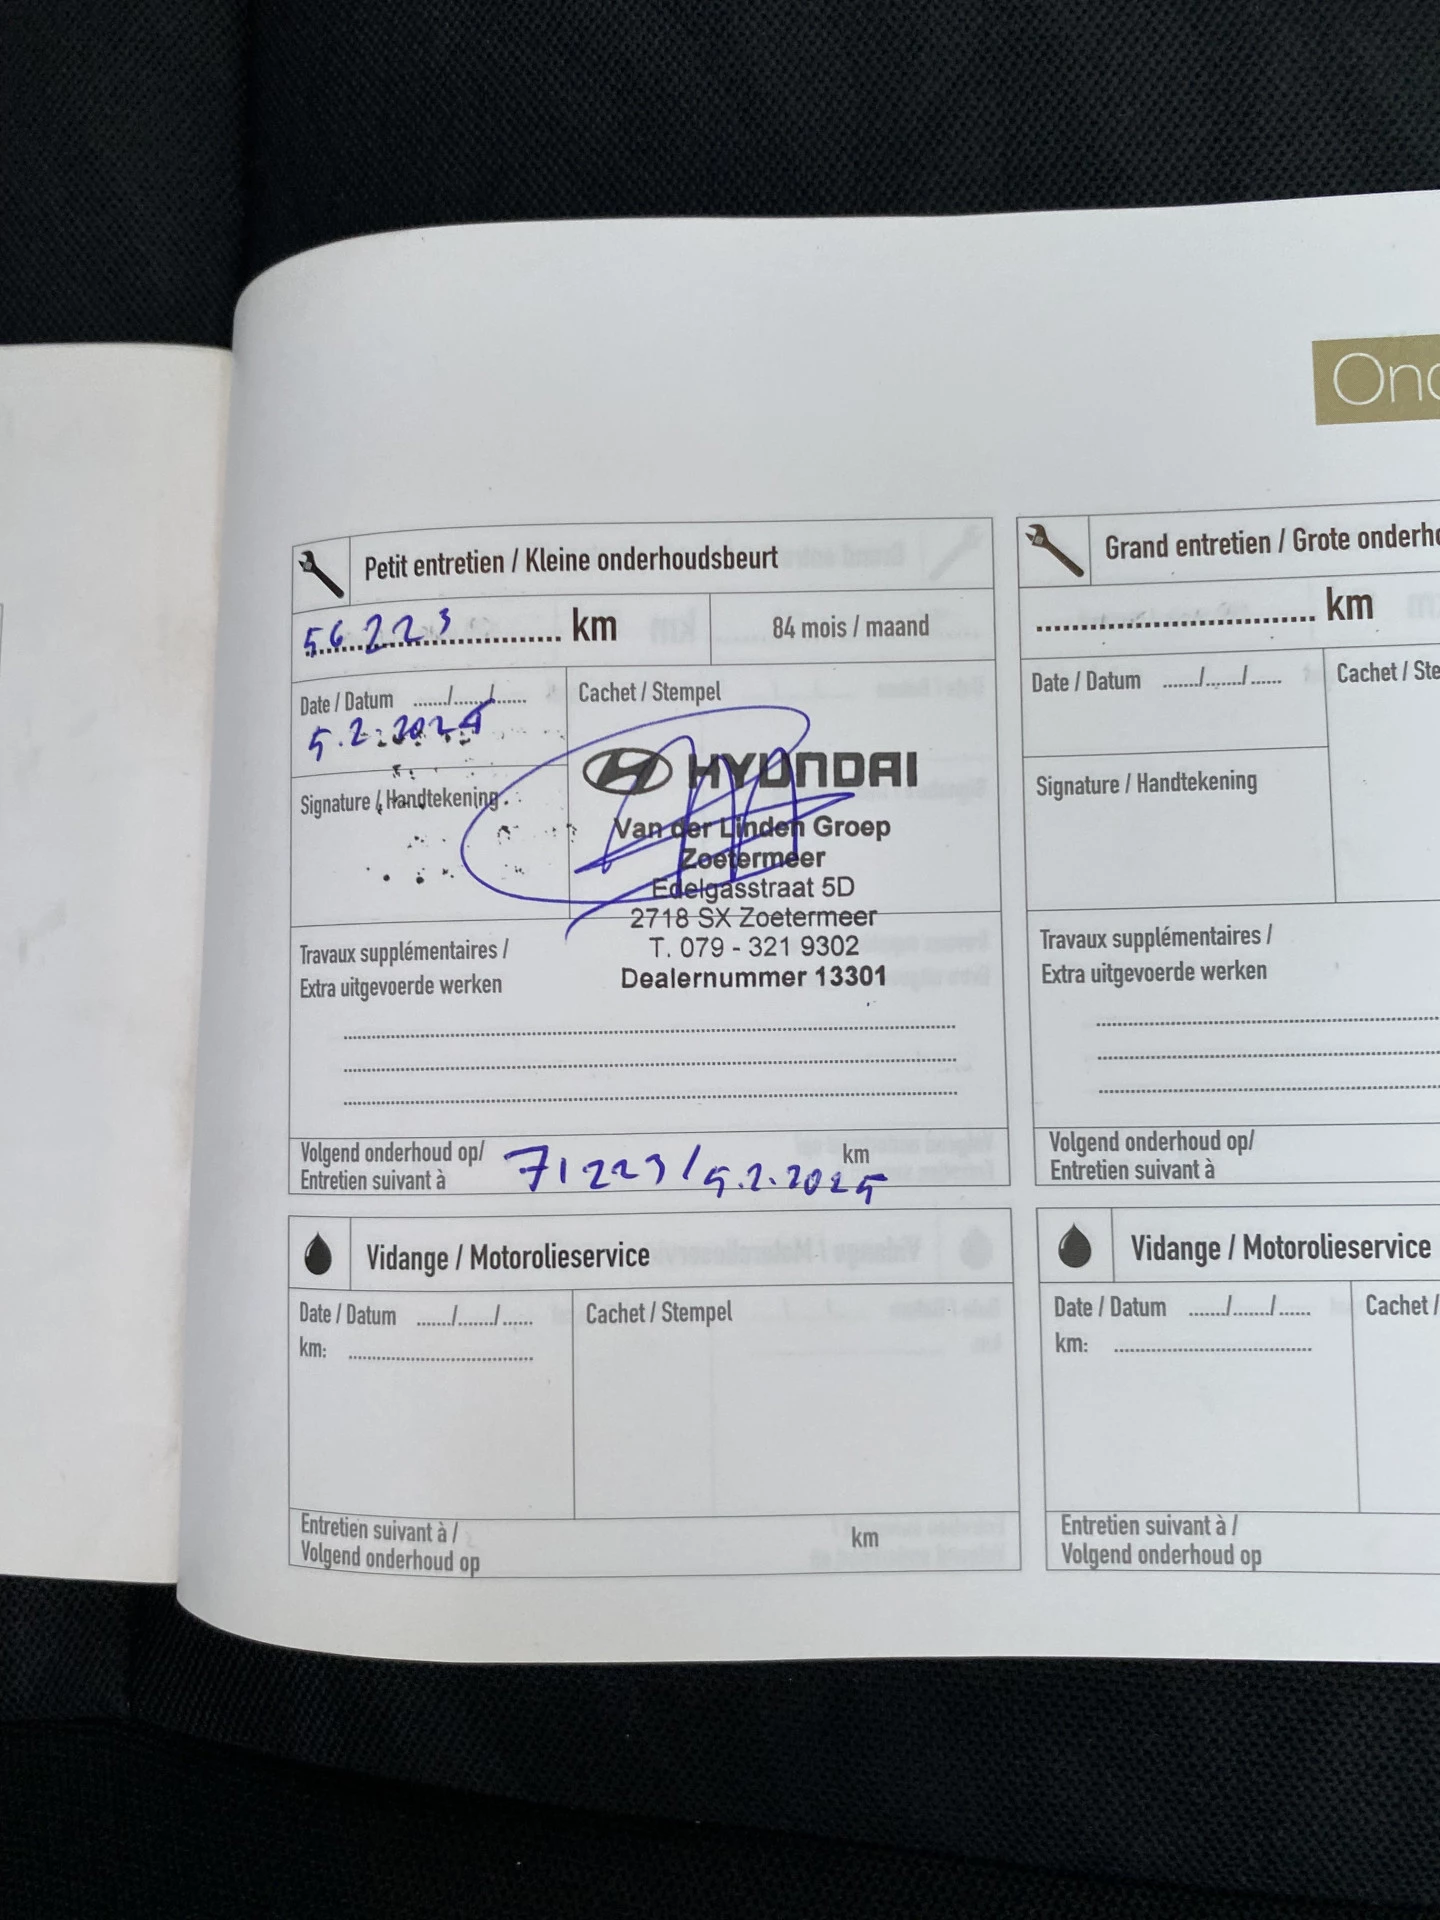 Ond
Petit entretien / Kleine onderhoudsbeurt
56223 km
84 mois / maand
Date / Datum ....../....../......
5.2.2024
Cachet / Stempel
Signature / Handtekening
HYUNDAI
Van der Linden Groep
Zoetermeer
Edelgasstraat 5D
2718 SX Zoetermeer
T. 079 - 321 9302
Dealernummer 13301
Travaux supplémentaires /
Extra uitgevoerde werken
Volgend onderhoud op/
Entretien suivant à
71223 / 5.2.2025 km
Vidange / Motorolieservice
Date / Datum ....../....../......
km:
Cachet / Stempel
Entretien suivant à /
Volgend onderhoud op
km
Grand entretien / Grote onderho
km
Date / Datum ....../....../......
Cachet / Ste
Signature / Handtekening
Travaux supplémentaires /
Extra uitgevoerde werken
Volgend onderhoud op/
Entretien suivant à
Vidange / Motorolieservice
Date / Datum ....../....../......
km:
Cachet /
Entretien suivant à /
Volgend onderhoud op